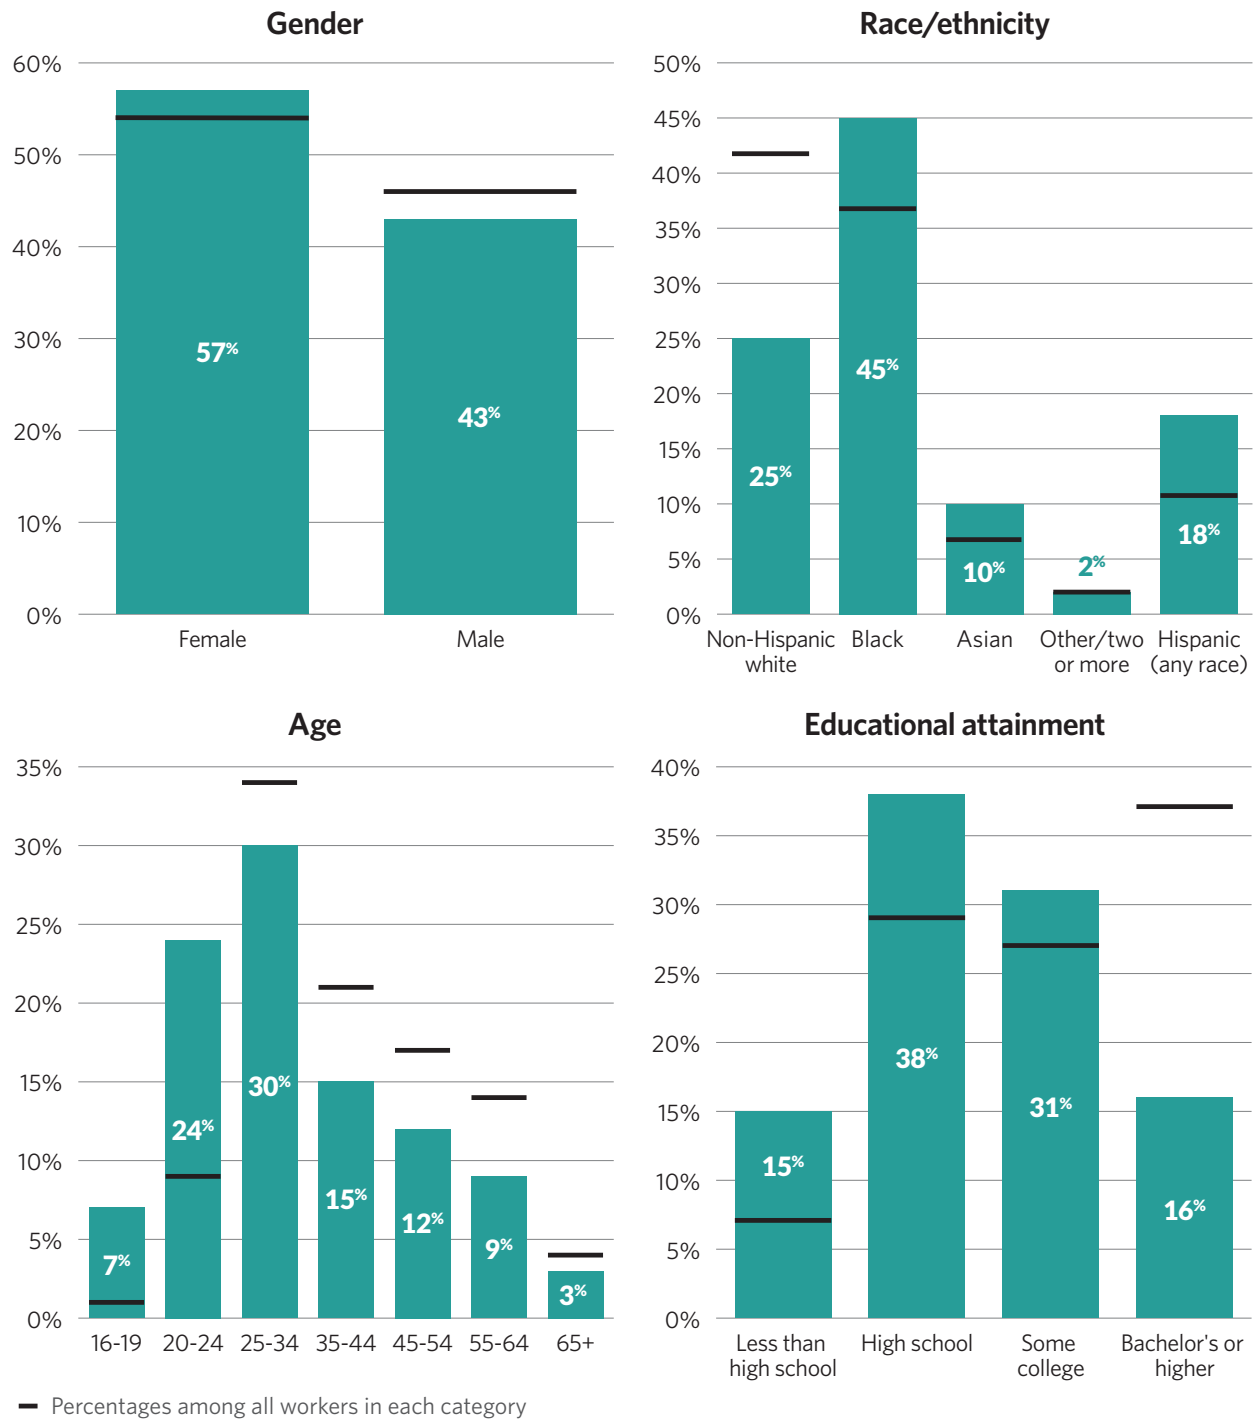 Gender
60%
50%
40%
30%
20%
10%
0%
57%
43%
Female
Male
Race/ethnicity
50%
45%
40%
35%
30%
25%
20%
15%
10%
5%
0%
25%
45%
10%
2%
18%
Non-Hispanic
white
Black
Asian
Other/two
or more
Hispanic
(any race)
Age
35%
30%
25%
20%
15%
10%
5%
0%
7%
24%
30%
15%
12%
9%
3%
16-19
20-24
25-34
35-44
45-54
55-64
65+
Educational attainment
40%
35%
30%
25%
20%
15%
10%
5%
0%
15%
38%
31%
16%
Less than
high school
High school
Some
college
Bachelor's or
higher
Percentages among all workers in each category